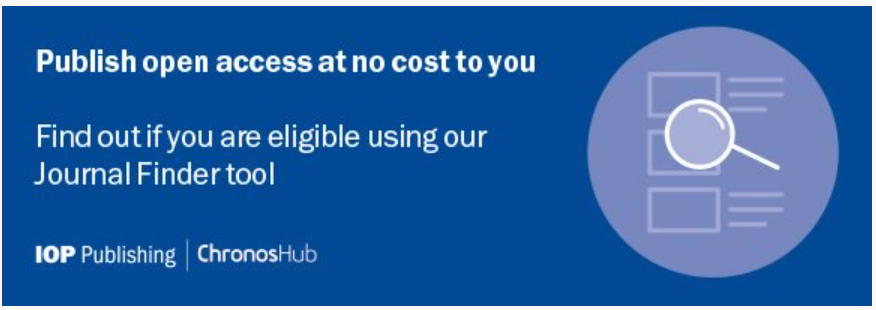 Publish open access at no cost to you
Find out if you are eligible using our
Journal Finder tool
IOP Publishing | ChronosHub